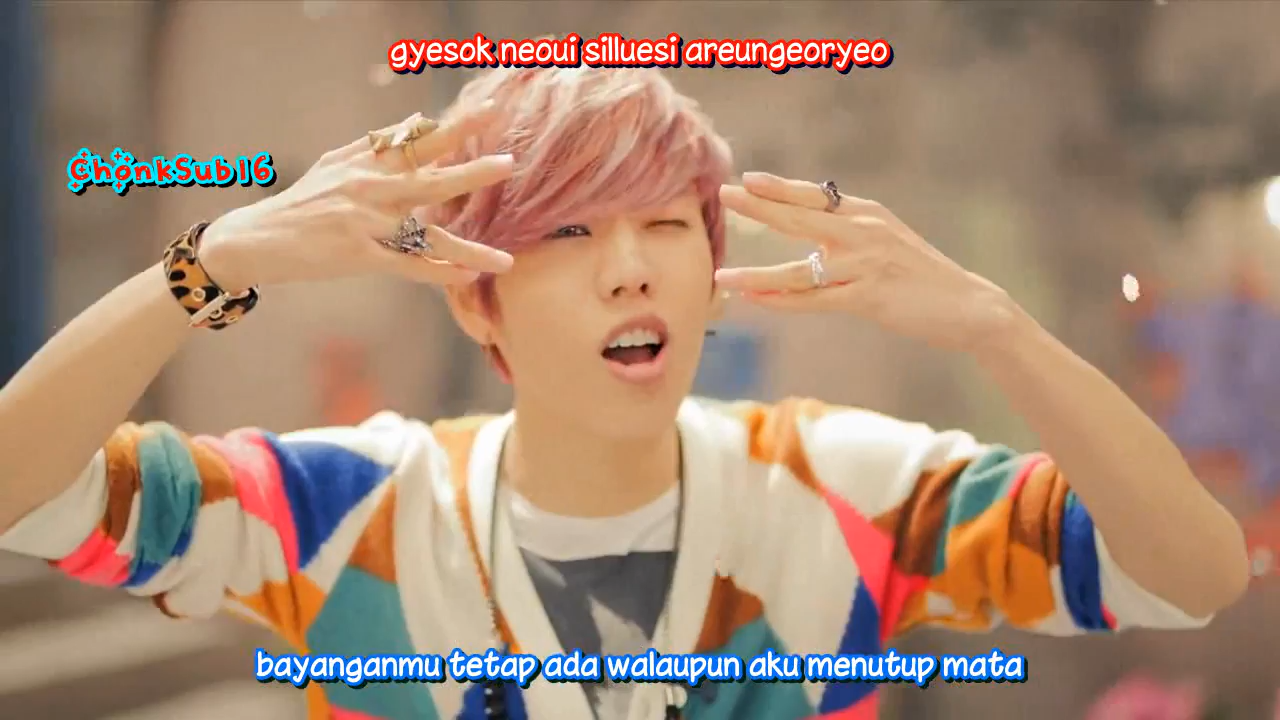 gyesok neoui silluesi areungeoryeo
ChonkSub16
bayanganmu tetap ada walaupun aku menutup mata